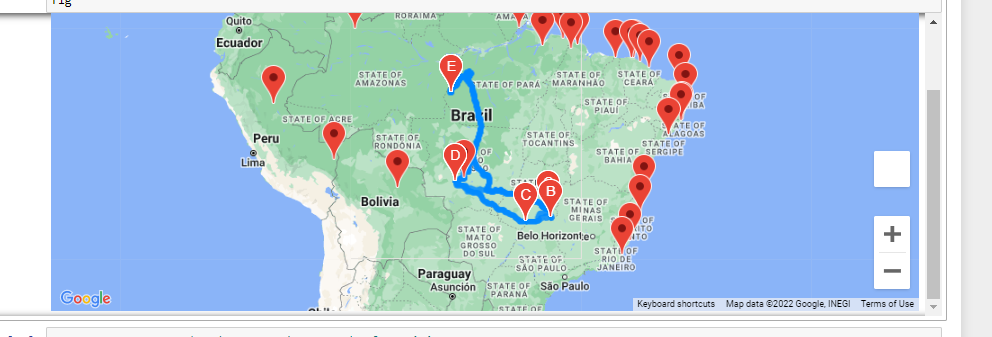 fig
Quito
Ecuador
RORAIMA
AMA
STATE OF
AMAZONAS
E
STATE OF PARÁ
STATE OF
MARANHÃO
STATE OF
CEARÁ
Brazil
STATE OF
PIAUÍ
STATE OF ACRE
Peru
Lima
STATE OF
RONDÔNIA
STATE OF
TOCANTINS
STATE OF
ALAGOAS
STATE OF
BAHIA
STATE OF
SERGIPE
D
Bolivia
C
B
STATE OF
MINAS
GERAIS
STATE OF
MATO
GROSSO
DO SUL
Belo Horizonte
STATE OF
RIO DE
JANEIRO
STATE OF
SÃO PAULO
Paraguay
Asunción
São Paulo
STATE OF
PARANÁ
Google
Keyboard shortcuts
Map data ©2022 Google, INEGI
Terms of Use